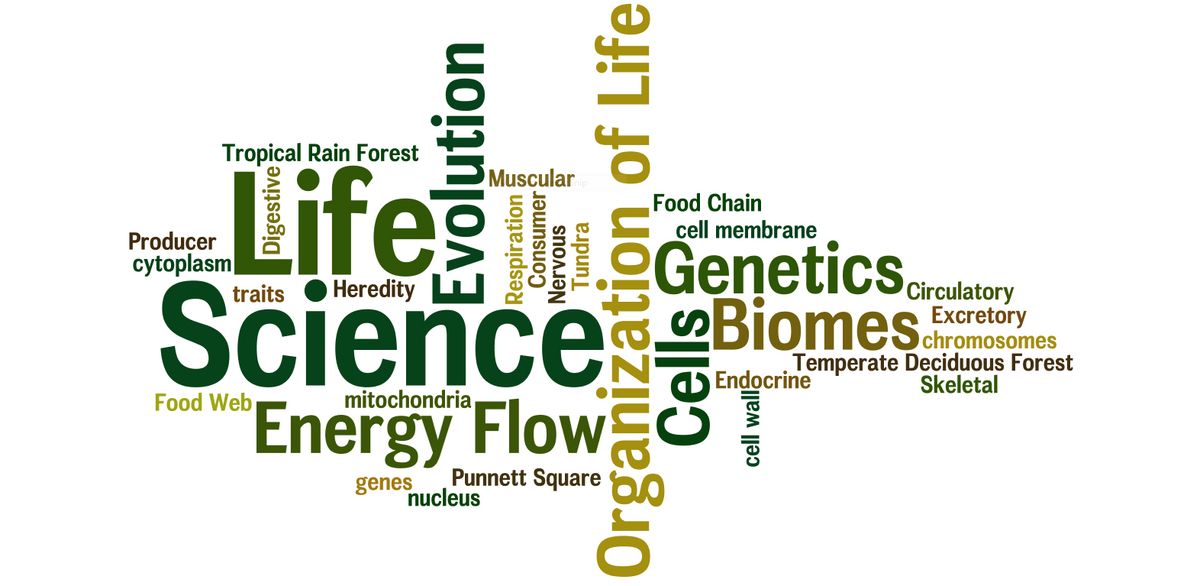 Organization of Life
Evolution
Tropical Rain Forest
Life
Digestive
Muscular
Respiration
Consumer
Nervous
Tundra
Food Chain
cell membrane
Producer
cytoplasm
Genetics
traits
Heredity
Circulatory
Science
Cells
Biomes
Excretory
chromosomes
Temperate Deciduous Forest
Endocrine
Skeletal
cell wall
Food Web
mitochondria
Energy Flow
genes
Punnett Square
nucleus